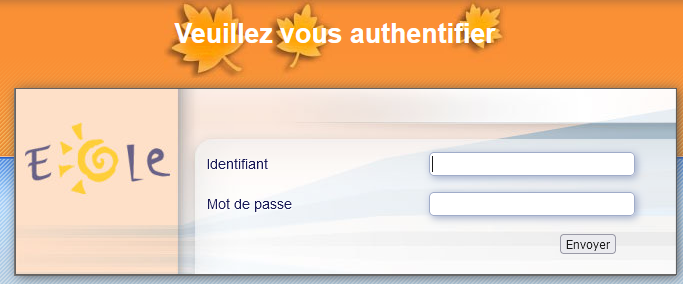 Veuillez vous authentifier
EOLe
Identifiant
Mot de passe
Envoyer